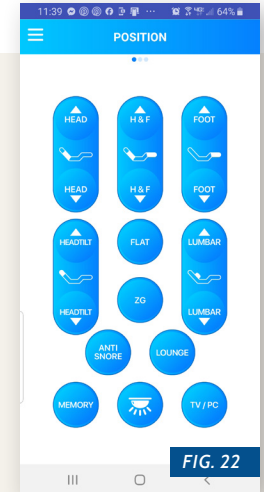 11:39 64%
POSITION
HEAD H & F FOOT
HEAD H & F FOOT
HEADTILT FLAT LUMBAR
ZG
HEADTILT LUMBAR
ANTI
SNORE LOUNGE
MEMORY TV / PC
FIG. 22